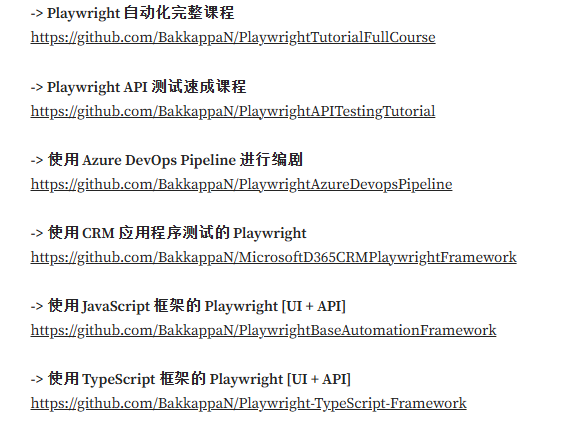 -> Playwright 自动化完整课程
https://github.com/BakkappaN/PlaywrightTutorialFullCourse
-> Playwright API 测试速成课程
https://github.com/BakkappaN/PlaywrightAPITestingTutorial
-> 使用 Azure DevOps Pipeline 进行编剧
https://github.com/BakkappaN/PlaywrightAzureDevopsPipeline
-> 使用 CRM 应用程序测试的 Playwright
https://github.com/BakkappaN/MicrosoftD365CRMPlaywrightFramework
-> 使用 JavaScript 框架的 Playwright [UI + API]
https://github.com/BakkappaN/PlaywrightBaseAutomationFramework
-> 使用 TypeScript 框架的 Playwright [UI + API]
https://github.com/BakkappaN/Playwright-TypeScript-Framework